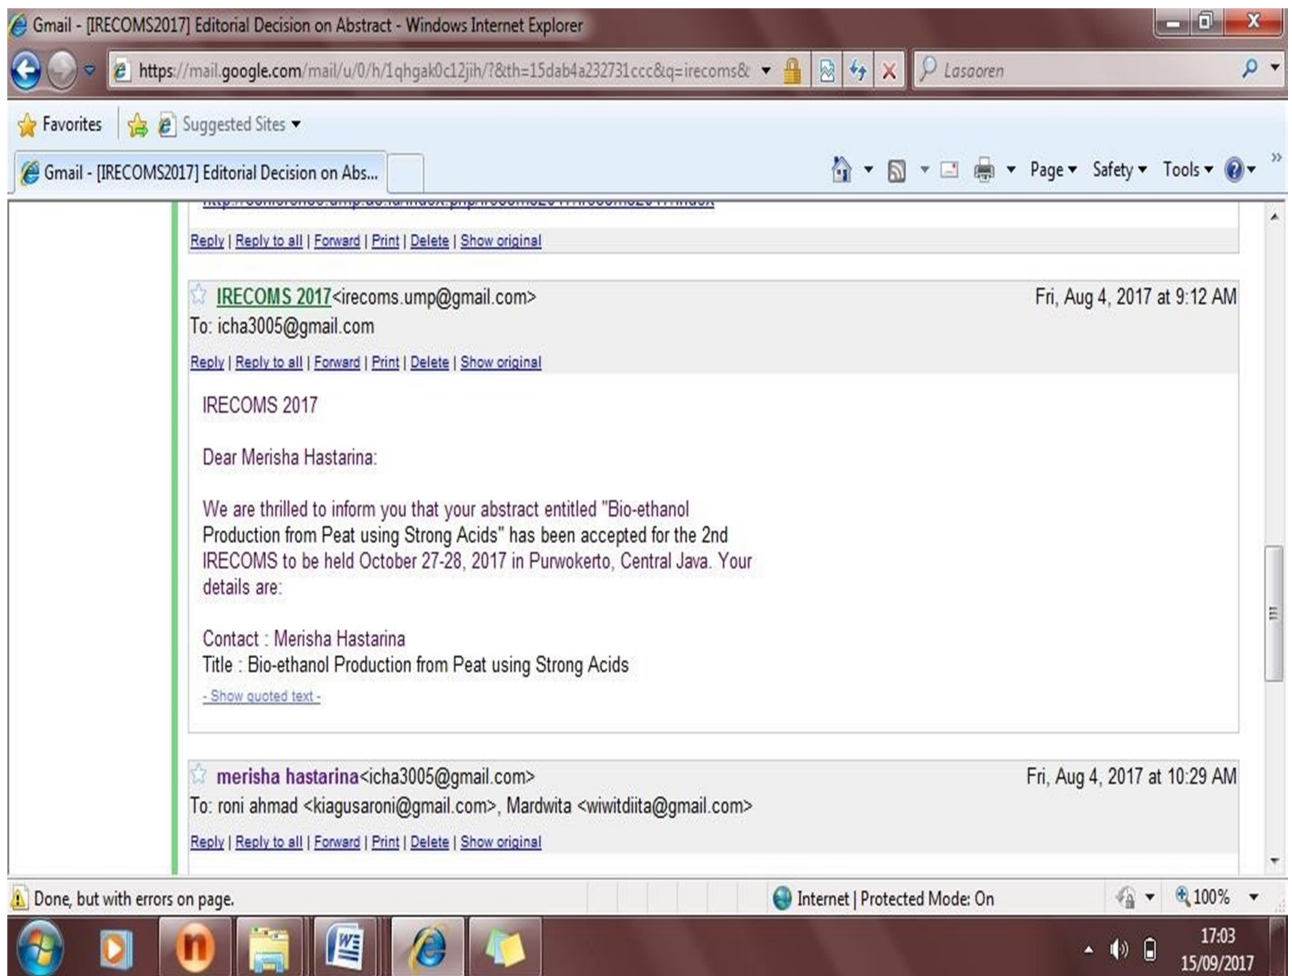 Gmail - [IRECOMS2017] Editorial Decision on Abstract - Windows Internet Explorer
https://mail.google.com/mail/u/0/h/1qhgak0c12jih/?&th=15dab4a232731ccc&q=irecoms& Lasaoren
Favorites Suggested Sites
Gmail - [IRECOMS2017] Editorial Decision on Abs... Page Safety Tools
Reply | Reply to all | Forward | Print | Delete | Show original
IRECOMS 2017<irecoms.ump@gmail.com> Fri, Aug 4, 2017 at 9:12 AM
To: icha3005@gmail.com
Reply | Reply to all | Forward | Print | Delete | Show original
IRECOMS 2017
Dear Merisha Hastarina:
We are thrilled to inform you that your abstract entitled "Bio-ethanol
Production from Peat using Strong Acids" has been accepted for the 2nd
IRECOMS to be held October 27-28, 2017 in Purwokerto, Central Java. Your
details are:
Contact : Merisha Hastarina
Title : Bio-ethanol Production from Peat using Strong Acids
- Show quoted text -
merisha hastarina<icha3005@gmail.com> Fri, Aug 4, 2017 at 10:29 AM
To: roni ahmad <kiagusaroni@gmail.com>, Mardwita <wiwitdiita@gmail.com>
Reply | Reply to all | Forward | Print | Delete | Show original
Done, but with errors on page. Internet | Protected Mode: On 100%
17:03
15/09/2017